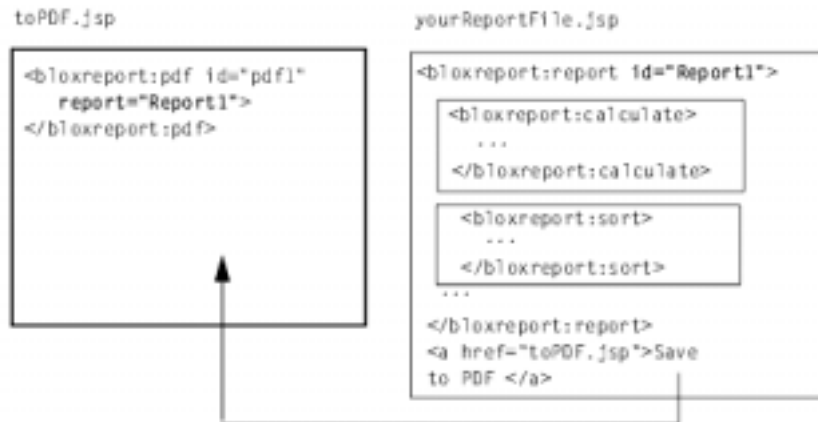 toPDF.jsp
<bloxreport:pdf id="pdf1"
report="Report1">
</bloxreport:pdf>
yourReportFile.jsp
<bloxreport:report id="Report1">
<bloxreport:calculate>
...
</bloxreport:calculate>
<bloxreport:sort>
...
</bloxreport:sort>
...
</bloxreport:report>
<a href="toPDF.jsp">Save
to PDF </a>